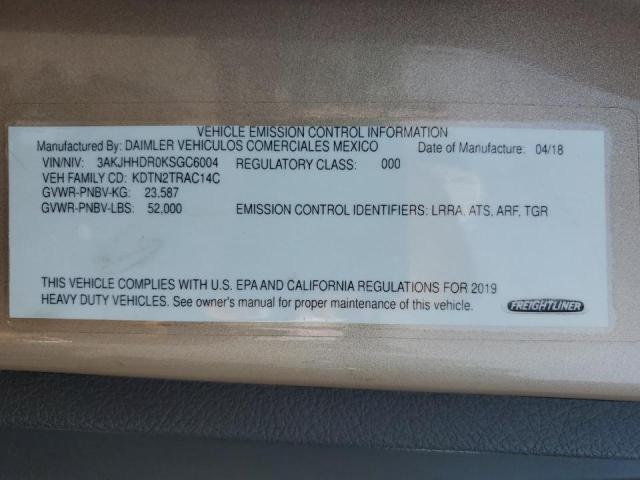 VEHICLE EMISSION CONTROL INFORMATION
Manufactured By: DAIMLER VEHICULOS COMERCIALES MEXICO Date of Manufacture: 04/18
VIN/NIV: 3AKJHHDR0KSGC6004 REGULATORY CLASS: 000
VEH FAMILY CD: KDTN2TRAC14C
GVWR-PNBV-KG: 23.587
GVWR-PNBV-LBS: 52.000 EMISSION CONTROL IDENTIFIERS: LRRA, ATS, ARF, TGR
THIS VEHICLE COMPLIES WITH U.S. EPA AND CALIFORNIA REGULATIONS FOR 2019
HEAVY DUTY VEHICLES. See owner's manual for proper maintenance of this vehicle.
FREIGHTLINER